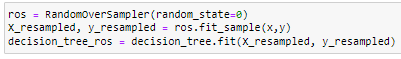 ros = RandomOverSampler(random_state=0)
X_resampled, y_resampled = ros.fit_sample(x,y)
decision_tree_ros = decision_tree.fit(X_resampled, y_resampled)